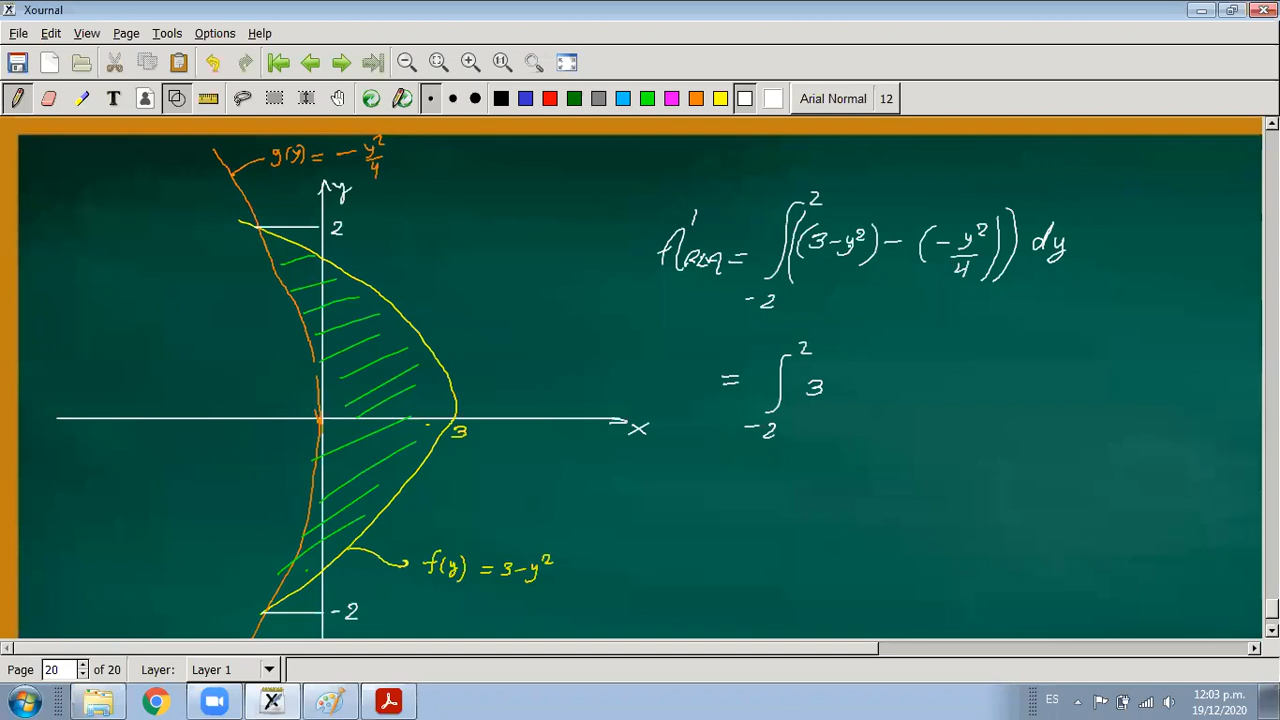 Xournal
File Edit View Page Tools Options Help
Arial Normal 12
g(y) = - y²/4
y
2
3
x
f(y) = 3-y²
-2
= ∫ -2 2 ((3-y²) - (-y²/4)) dy
= ∫ -2 2 3
Page 20 of 20 Layer: Layer 1
ES 12:03 p.m.
19/12/2020